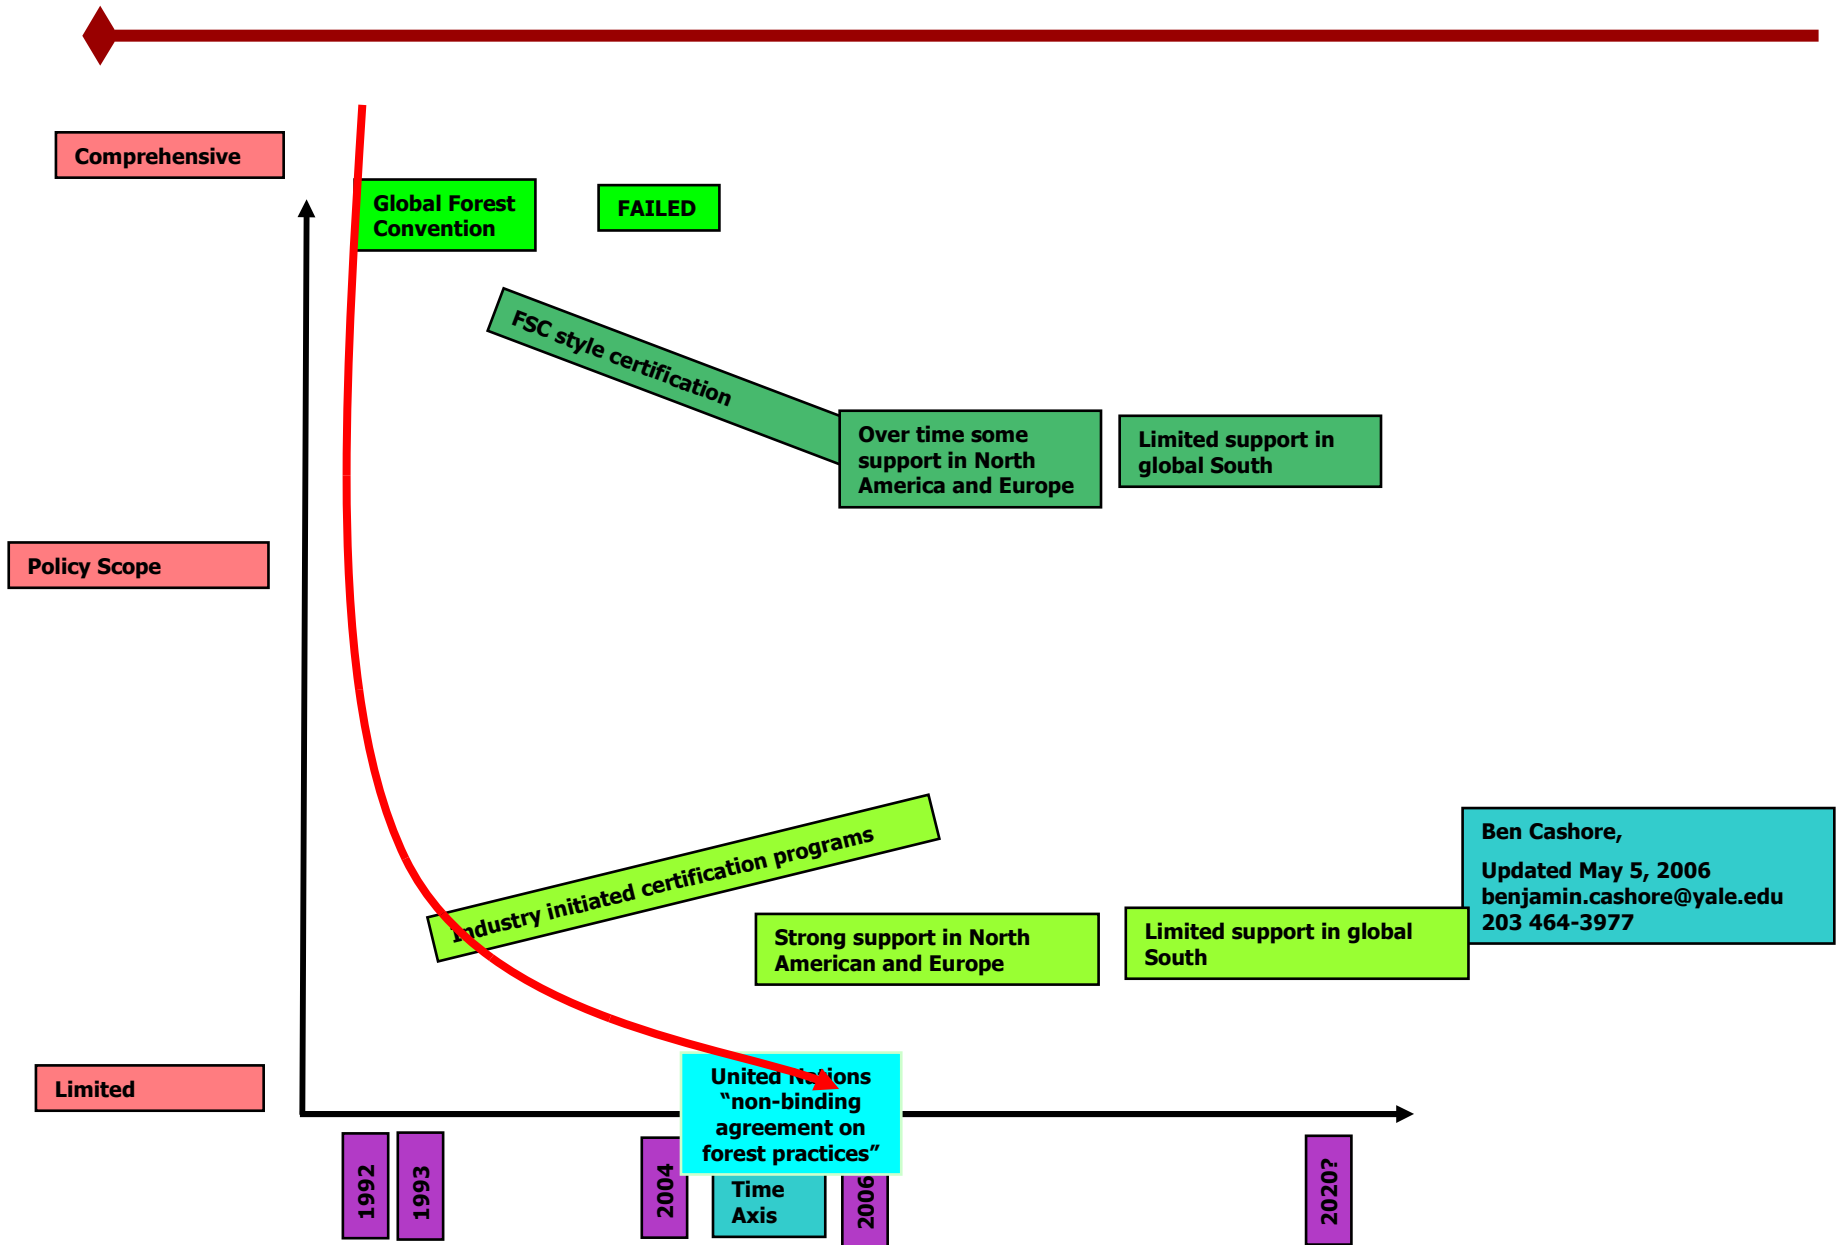 Comprehensive
Global Forest
Convention
FAILED
FSC style certification
Over time some
support in North
America and Europe
Limited support in
global South
Policy Scope
Industry initiated certification programs
Ben Cashore,
Updated May 5, 2006
benjamin.cashore@yale.edu
203 464-3977
Strong support in North
American and Europe
Limited support in global
South
Limited
United Nations
“non-binding
agreement on
forest practices”
1992
1993
2004
Time
Axis
2006
2020?